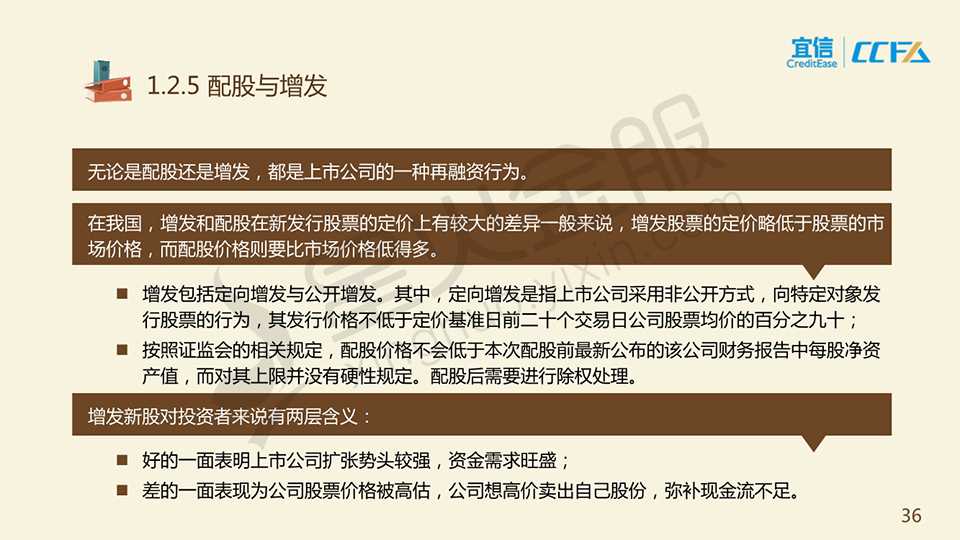 宜信
CreditEase
CCFA
1.2.5 配股与增发
无论是配股还是增发，都是上市公司的一种再融资行为。
在我国，增发和配股在新发行股票的定价上有较大的差异一般来说，增发股票的定价略低于股票的市
场价格，而配股价格则要比市场价格低得多。
■ 增发包括定向增发与公开增发。其中，定向增发是指上市公司采用非公开方式，向特定对象发
行股票的行为，其发行价格不低于定价基准日前二十个交易日公司股票均价的百分之九十；
■ 按照证监会的相关规定，配股价格不会低于本次配股前最新公布的该公司财务报告中每股净资
产值，而对其上限并没有硬性规定。配股后需要进行除权处理。
增发新股对投资者来说有两层含义：
■ 好的一面表明上市公司扩张势头较强，资金需求旺盛；
■ 差的一面表现为公司股票价格被高估，公司想高价卖出自己股份，弥补现金流不足。
36